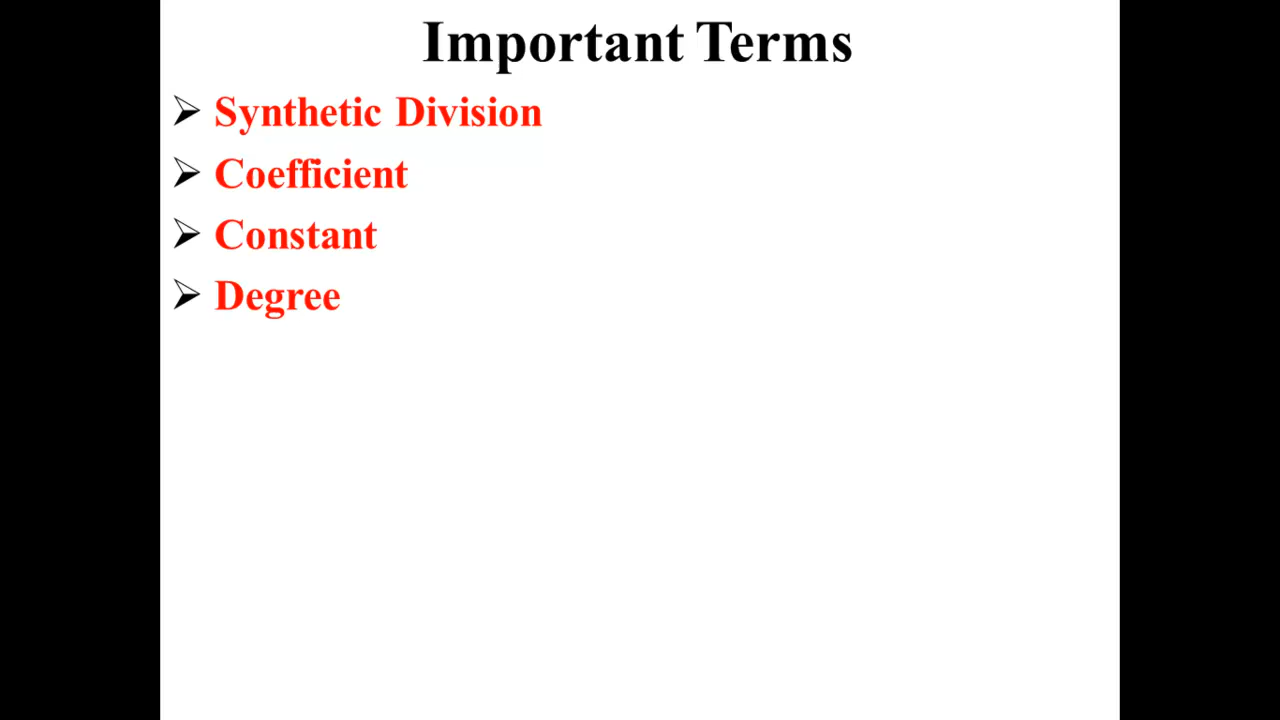 Important Terms
➢ Synthetic Division
➢ Coefficient
➢ Constant
➢ Degree